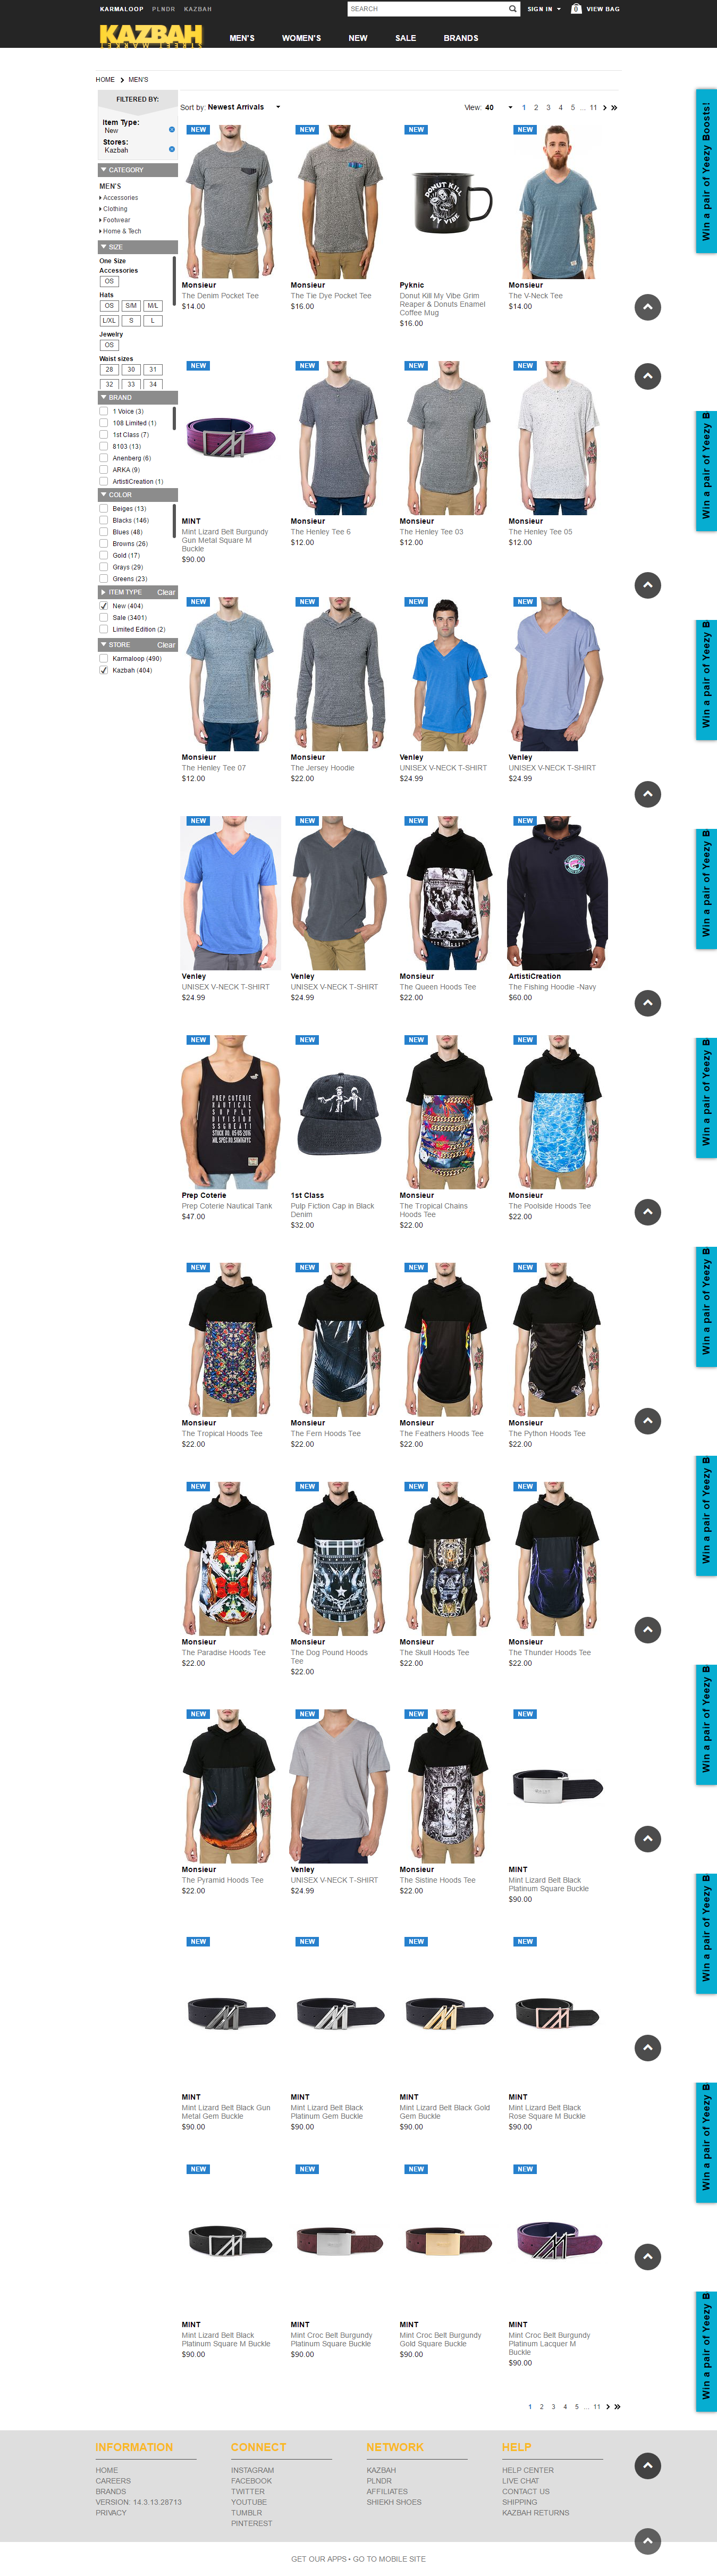 KARMALOOP PLNDR KAZBAH
SEARCH
SIGN IN
0
VIEW BAG
KAZBAH
STREET MARKET
MEN'S WOMEN'S NEW SALE BRANDS
HOME MEN'S
FILTERED BY:
Item Type:
New
Stores:
Kazbah
CATEGORY
MEN'S
Accessories
Clothing
Footwear
Home & Tech
SIZE
One Size
Accessories
OS
Hats
OS S/M M/L
L/XL S L
Jewelry
OS
Waist sizes
28 30 31
32 33 34
BRAND
1 Voice (3)
108 Limited (1)
1st Class (7)
8103 (13)
Anenberg (6)
ARKA (9)
ArtistiCreation (1)
COLOR
Beiges (13)
Blacks (146)
Blues (48)
Browns (26)
Gold (17)
Grays (29)
Greens (23)
ITEM TYPE Clear
New (404)
Sale (3401)
Limited Edition (2)
STORE Clear
Karmaloop (490)
Kazbah (404)
Sort by: Newest Arrivals
View: 40
1 2 3 4 5 ... 11
NEW NEW NEW NEW
DONUT KILL
MY VIBE
Monsieur
The Denim Pocket Tee
$14.00
Monsieur
The Tie Dye Pocket Tee
$16.00
Pyknic
Donut Kill My Vibe Grim
Reaper & Donuts Enamel
Coffee Mug
$16.00
Monsieur
The V-Neck Tee
$14.00
NEW NEW NEW NEW
MINT
Mint Lizard Belt Burgundy
Gun Metal Square M
Buckle
$90.00
Monsieur
The Henley Tee 6
$12.00
Monsieur
The Henley Tee 03
$12.00
Monsieur
The Henley Tee 05
$12.00
NEW NEW NEW NEW
Monsieur
The Henley Tee 07
$12.00
Monsieur
The Jersey Hoodie
$22.00
Venley
UNISEX V-NECK T-SHIRT
$24.99
Venley
UNISEX V-NECK T-SHIRT
$24.99
NEW NEW NEW NEW
Venley
UNISEX V-NECK T-SHIRT
$24.99
Venley
UNISEX V-NECK T-SHIRT
$24.99
Monsieur
The Queen Hoods Tee
$22.00
ArtistiCreation
The Fishing Hoodie -Navy
$60.00
NEW NEW NEW NEW
PREP COTERIE
NAUTICAL
SUPPLY
DIVISION
Prep Coterie
Prep Coterie Nautical Tank
$47.00
1st Class
Pulp Fiction Cap in Black
Denim
$32.00
Monsieur
The Tropical Chains
Hoods Tee
$22.00
Monsieur
The Poolside Hoods Tee
$22.00
NEW NEW NEW NEW
Monsieur
The Tropical Hoods Tee
$22.00
Monsieur
The Fern Hoods Tee
$22.00
Monsieur
The Feathers Hoods Tee
$22.00
Monsieur
The Python Hoods Tee
$22.00
NEW NEW NEW NEW
Monsieur
The Paradise Hoods Tee
$22.00
Monsieur
The Dog Pound Hoods
Tee
$22.00
Monsieur
The Skull Hoods Tee
$22.00
Monsieur
The Thunder Hoods Tee
$22.00
NEW NEW NEW NEW
Monsieur
The Pyramid Hoods Tee
$22.00
Venley
UNISEX V-NECK T-SHIRT
$24.99
Monsieur
The Sistine Hoods Tee
$22.00
MINT
Mint Lizard Belt Black
Platinum Square Buckle
$90.00
NEW NEW NEW NEW
MINT
Mint Lizard Belt Black Gun
Metal Gem Buckle
$90.00
MINT
Mint Lizard Belt Black
Platinum Gem Buckle
$90.00
MINT
Mint Lizard Belt Black Gold
Gem Buckle
$90.00
MINT
Mint Lizard Belt Black
Rose Square M Buckle
$90.00
NEW NEW NEW NEW
MINT
Mint Lizard Belt Black
Platinum Square M Buckle
$90.00
MINT
Mint Croc Belt Burgundy
Platinum Square Buckle
$90.00
MINT
Mint Croc Belt Burgundy
Gold Square Buckle
$90.00
MINT
Mint Croc Belt Burgundy
Platinum Lacquer M
Buckle
$90.00
1 2 3 4 5 ... 11
Win a pair of Yeezy Boosts!
Win a pair of Yeezy B
Win a pair of Yeezy B
Win a pair of Yeezy B
Win a pair of Yeezy B
Win a pair of Yeezy B
Win a pair of Yeezy B
Win a pair of Yeezy B
Win a pair of Yeezy B
Win a pair of Yeezy B
Win a pair of Yeezy B
INFORMATION
HOME
CAREERS
BRANDS
VERSION: 14.3.13.28713
PRIVACY
CONNECT
INSTAGRAM
FACEBOOK
TWITTER
YOUTUBE
TUMBLR
PINTEREST
NETWORK
KAZBAH
PLNDR
AFFILIATES
SHIEKH SHOES
HELP
HELP CENTER
LIVE CHAT
CONTACT US
SHIPPING
KAZBAH RETURNS
GET OUR APPS • GO TO MOBILE SITE